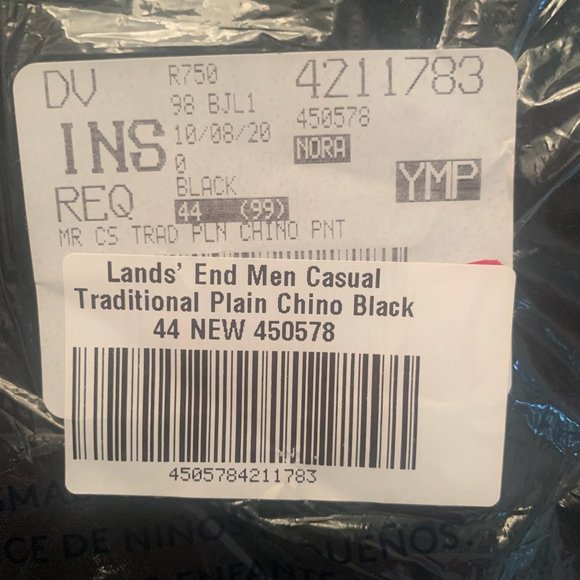 DV R750 4211783
98 BJL1 450578
INS 10/08/20 NORA
0
BLACK YMP
REQ 44 (99)
MR CS TRAD PLN CHINO PNT
Lands' End Men Casual
Traditional Plain Chino Black
44 NEW 450578
4505784211783
CE DE NIÑOS